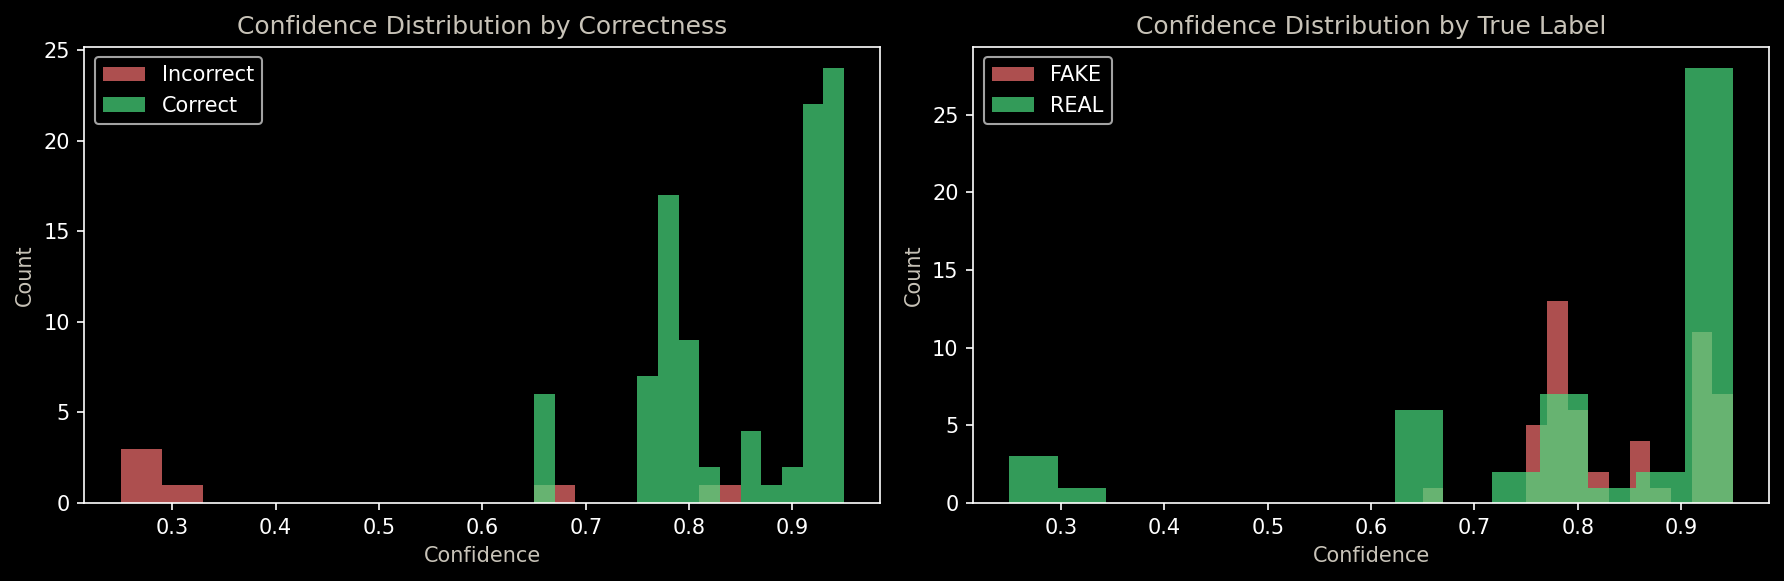 Confidence Distribution by Correctness
Incorrect
Correct
Count
25
20
15
10
5
0
0.3 0.4 0.5 0.6 0.7 0.8 0.9
Confidence
Confidence Distribution by True Label
FAKE
REAL
Count
25
20
15
10
5
0
0.3 0.4 0.5 0.6 0.7 0.8 0.9
Confidence